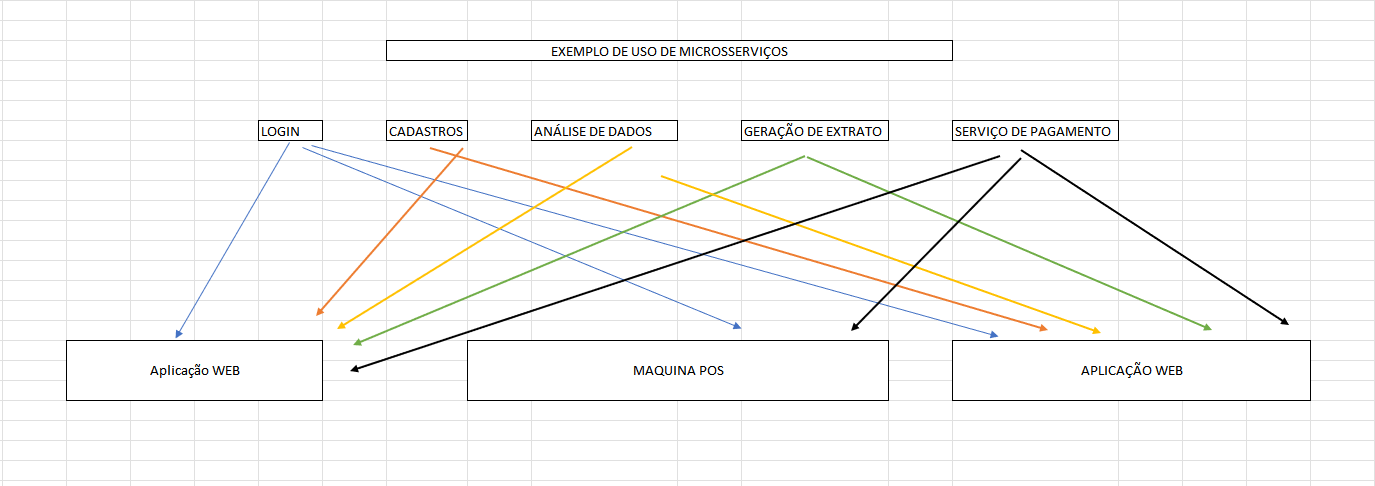 EXEMPLO DE USO DE MICROSSERVIÇOS
LOGIN
CADASTROS
ANÁLISE DE DADOS
GERAÇÃO DE EXTRATO
SERVIÇO DE PAGAMENTO
Aplicação WEB
MAQUINA POS
APLICAÇÃO WEB